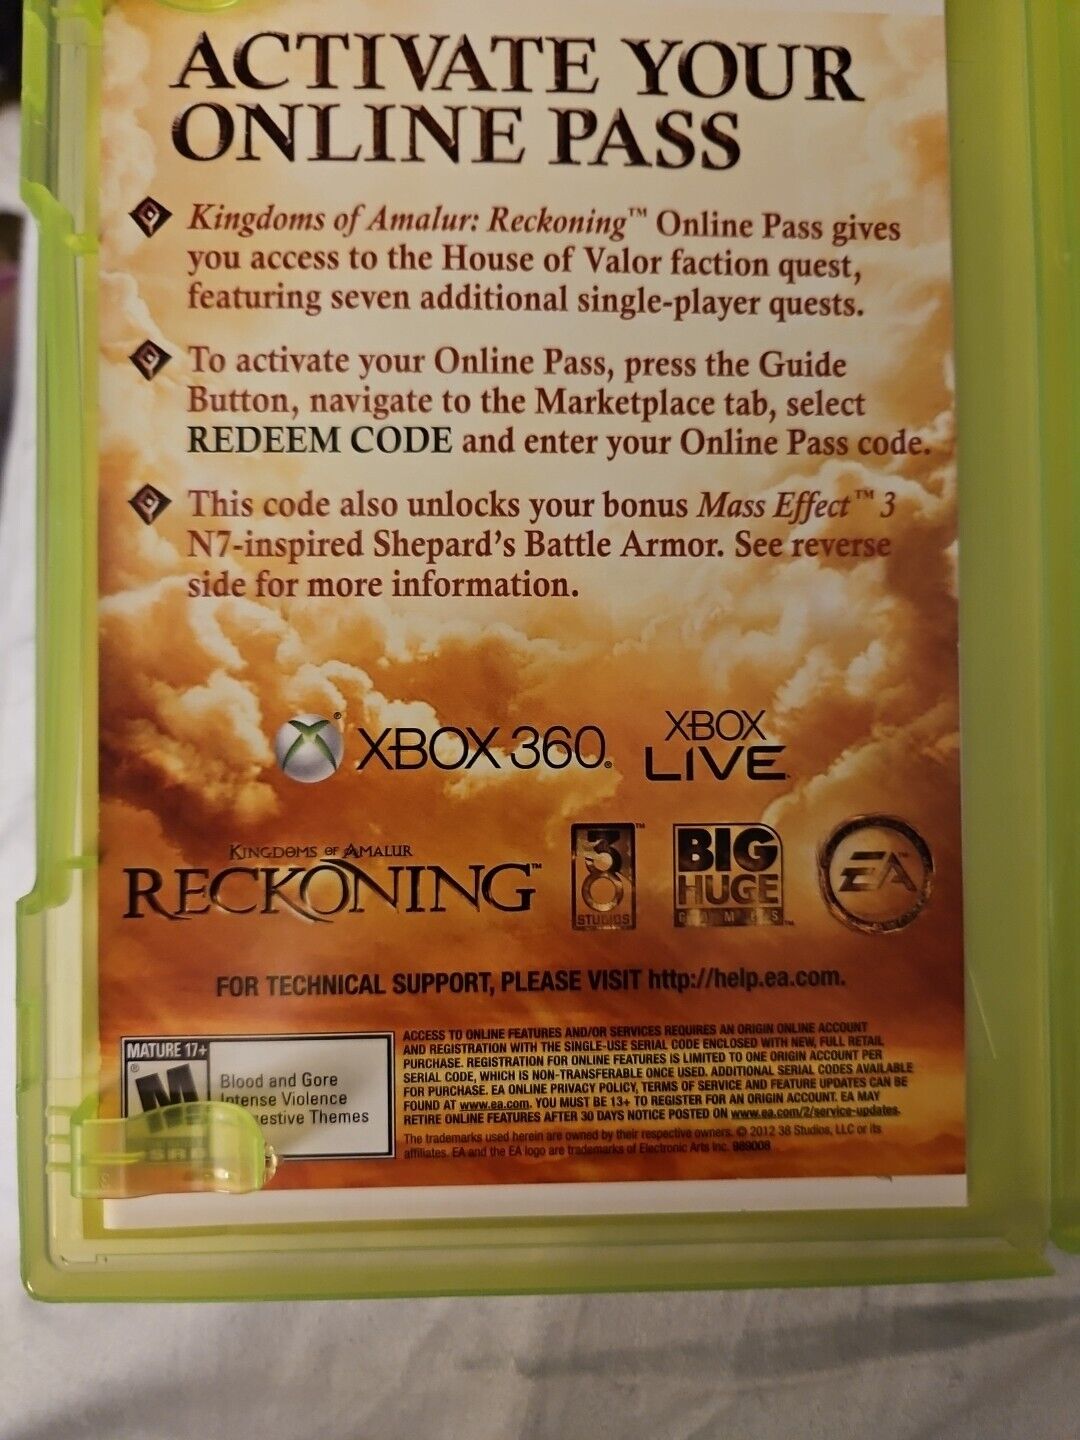 ACTIVATE YOUR
ONLINE PASS
Kingdoms of Amalur: Reckoning™ Online Pass gives
you access to the House of Valor faction quest,
featuring seven additional single-player quests.
To activate your Online Pass, press the Guide
Button, navigate to the Marketplace tab, select
REDEEM CODE and enter your Online Pass code.
This code also unlocks your bonus Mass Effect™ 3
N7-inspired Shepard's Battle Armor. See reverse
side for more information.
XBOX 360®
XBOX
LIVE
KINGDOMS OF AMALUR
RECKONING™
38
STUDIOS
™
BIG
HUGE
GAMES™
EA™
FOR TECHNICAL SUPPORT, PLEASE VISIT http://help.ea.com.
MATURE 17+
®
M
Blood and Gore
Intense Violence
estive Themes
ESRB
ACCESS TO ONLINE FEATURES AND/OR SERVICES REQUIRES AN ORIGIN ONLINE ACCOUNT
AND REGISTRATION WITH THE SINGLE-USE SERIAL CODE ENCLOSED WITH NEW, FULL RETAIL
PURCHASE. REGISTRATION FOR ONLINE FEATURES IS LIMITED TO ONE ORIGIN ACCOUNT PER
SERIAL CODE, WHICH IS NON-TRANSFERABLE ONCE USED. ADDITIONAL SERIAL CODES AVAILABLE
FOR PURCHASE. EA ONLINE PRIVACY POLICY, TERMS OF SERVICE AND FEATURE UPDATES CAN BE
FOUND AT www.ea.com. YOU MUST BE 13+ TO REGISTER FOR AN ORIGIN ACCOUNT. EA MAY
RETIRE ONLINE FEATURES AFTER 30 DAYS NOTICE POSTED ON www.ea.com/2/service-updates.
The trademarks used herein are owned by their respective owners. © 2012 38 Studios, LLC or its
affiliates. EA and the EA logo are trademarks of Electronic Arts Inc. 989008